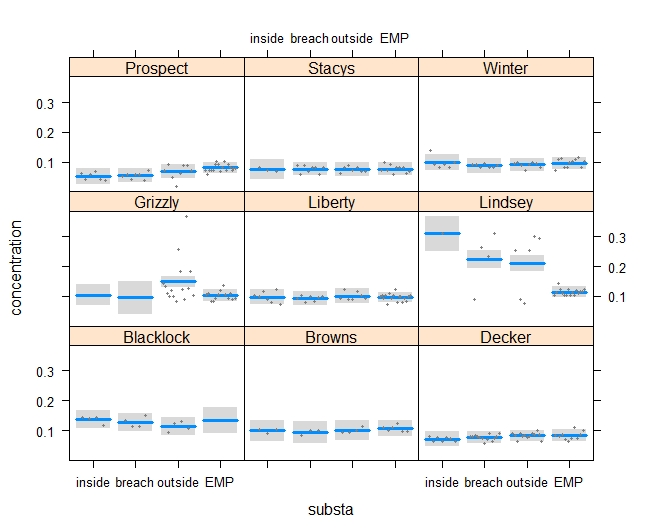 inside breach outside EMP
Prospect Stacys Winter
0.3
0.2
0.1
Grizzly Liberty Lindsey
concentration
0.3
0.2
0.1
Blacklock Browns Decker
0.3
0.2
0.1
inside breach outside EMP inside breach outside EMP
substa